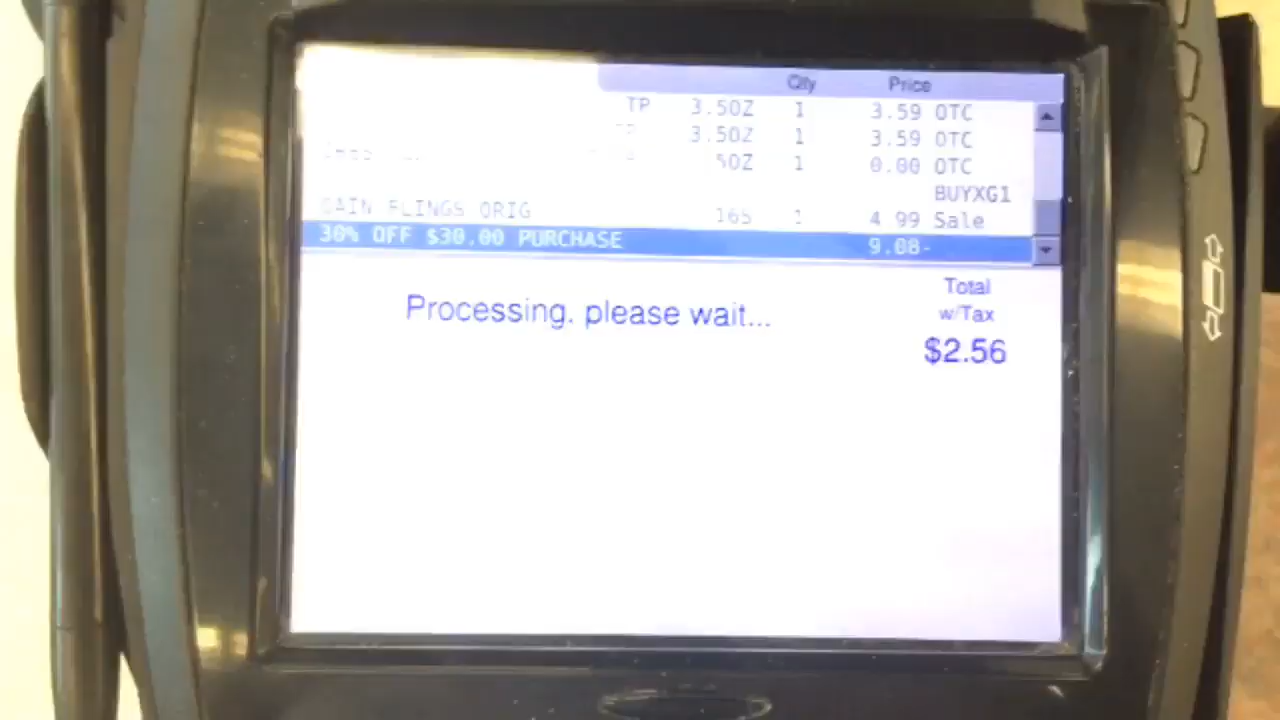 Qty Price
TP 3.5OZ 1 3.59 OTC
TP 3.5OZ 1 3.59 OTC
5OZ 1 0.00 OTC
BUYXG1
GAIN FLINGS ORIG 16S 1 4.99 Sale
30% OFF $30.00 PURCHASE 9.08-
Processing, please wait...
Total
w/Tax
$2.56